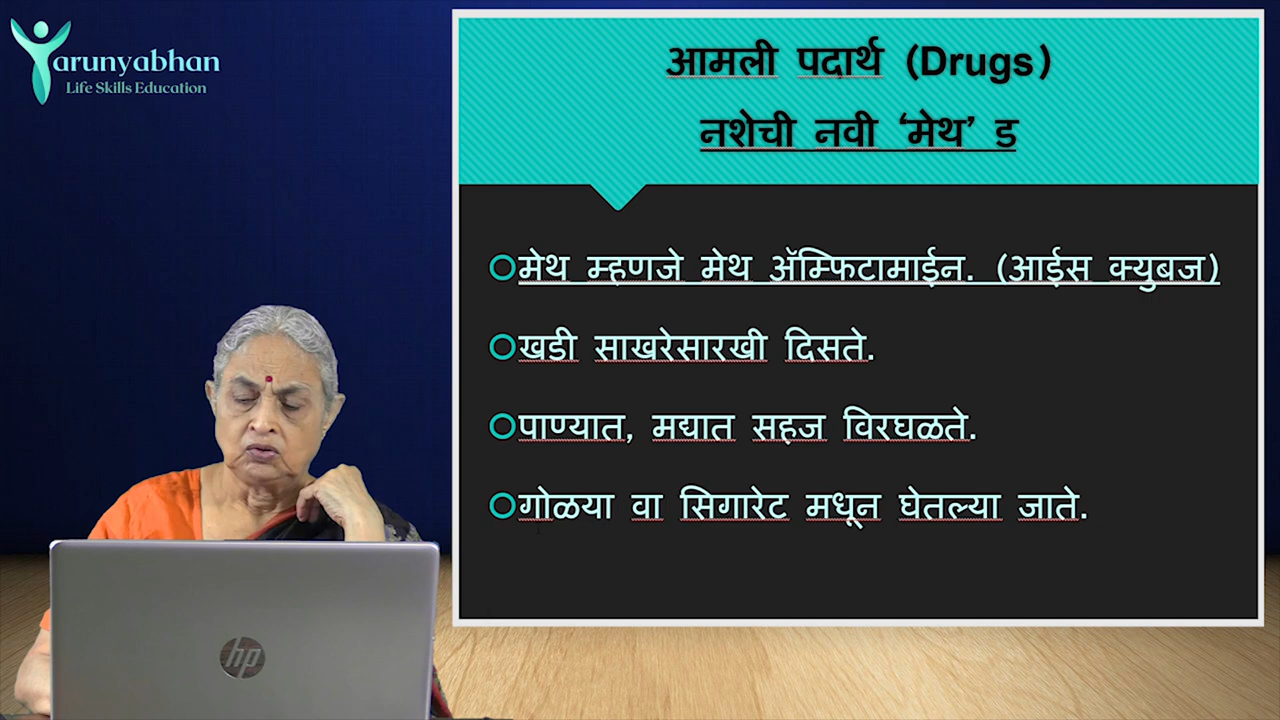 Yarunyabhan
Life Skills Education
आमली पदार्थ (Drugs)
नशेची नवी ‘मेथ’ ड
मेथ म्हणजे मेथ ॲम्फिटामाईन. (आईस क्युबज)
खडी साखरेसारखी दिसते.
पाण्यात, मद्यात सहज विरघळते.
गोळया वा सिगारेट मधून घेतल्या जाते.
hp